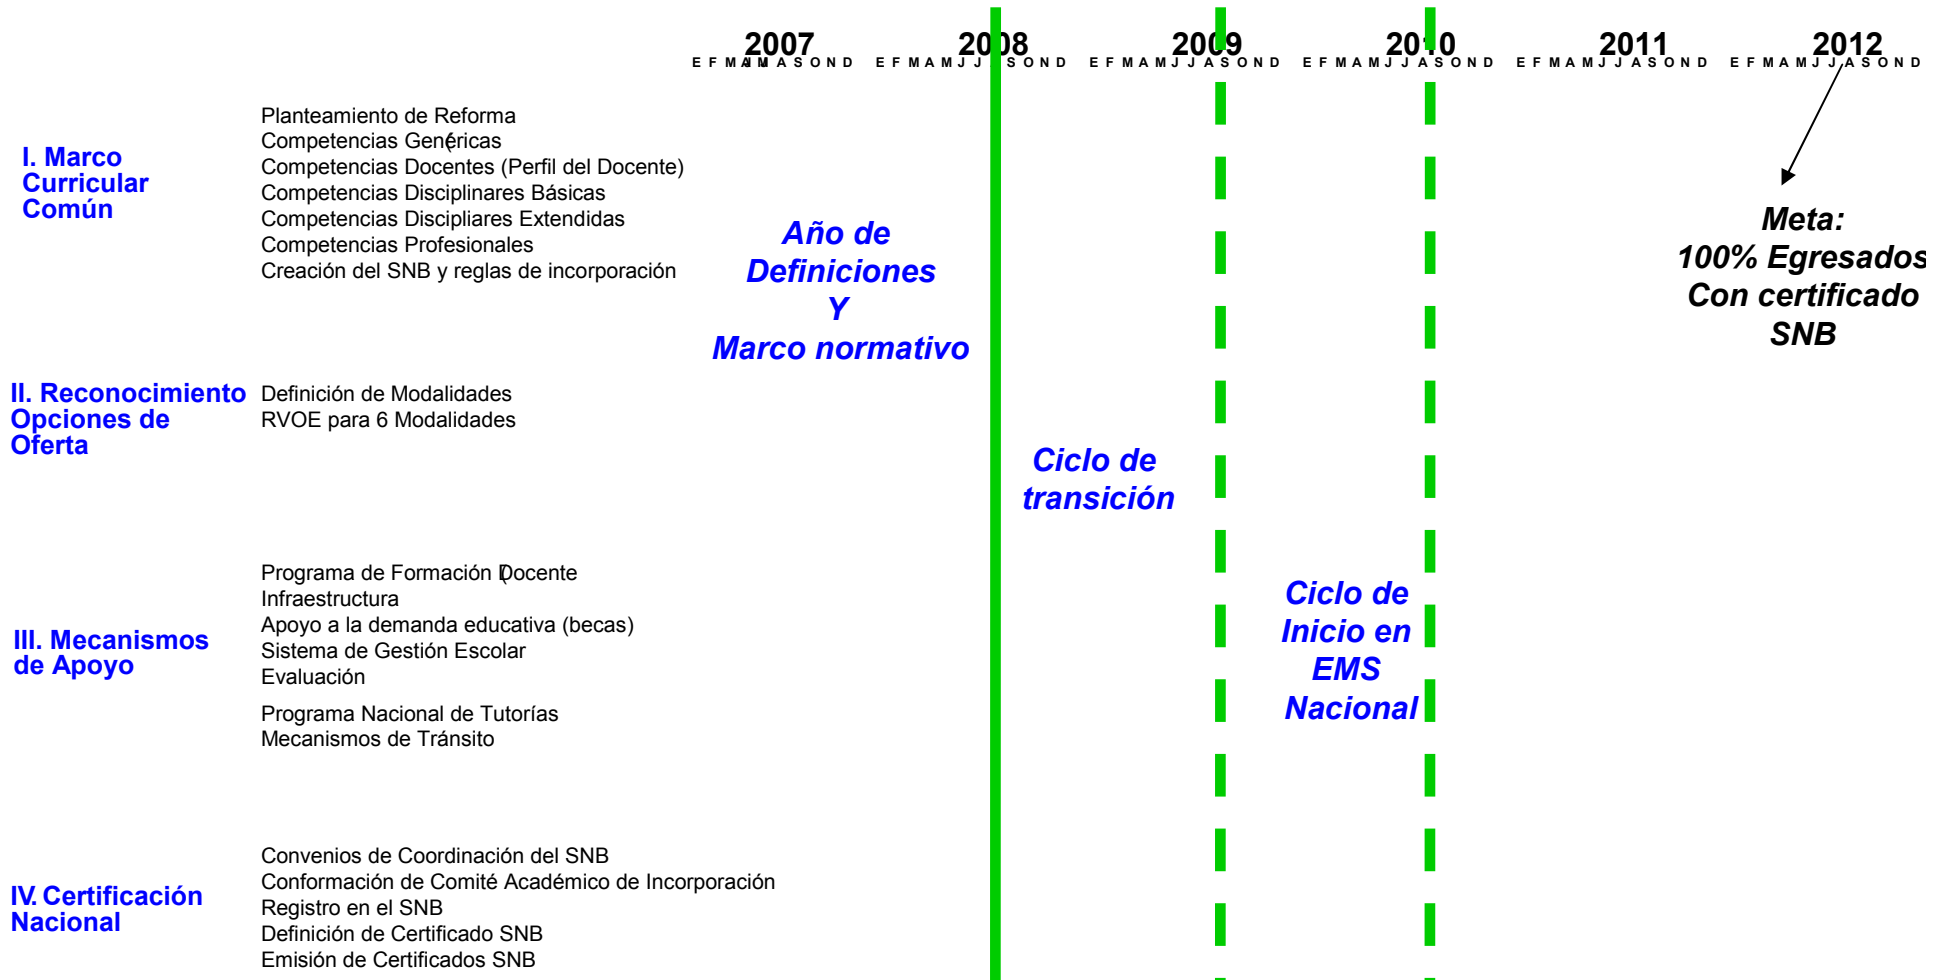 2007 2008 2009 2010 2011 2012
E F M A M J J A S O N D E F M A M J J A S O N D E F M A M J J A S O N D E F M A M J J A S O N D E F M A M J J A S O N D
I. Marco
Curricular
Común
Planteamiento de Reforma
Competencias Genéricas
Competencias Docentes (Perfil del Docente)
Competencias Disciplinares Básicas
Competencias Discipliares Extendidas
Competencias Profesionales
Creación del SNB y reglas de incorporación
Año de
Definiciones
Y
Marco normativo
Meta:
100% Egresados
Con certificado
SNB
II. Reconocimiento
Opciones de
Oferta
Definición de Modalidades
RVOE para 6 Modalidades
Ciclo de
transición
III. Mecanismos
de Apoyo
Programa de Formación Docente
Infraestructura
Apoyo a la demanda educativa (becas)
Sistema de Gestión Escolar
Evaluación
Programa Nacional de Tutorías
Mecanismos de Tránsito
Ciclo de
Inicio en
EMS
Nacional
IV. Certificación
Nacional
Convenios de Coordinación del SNB
Conformación de Comité Académico de Incorporación
Registro en el SNB
Definición de Certificado SNB
Emisión de Certificados SNB